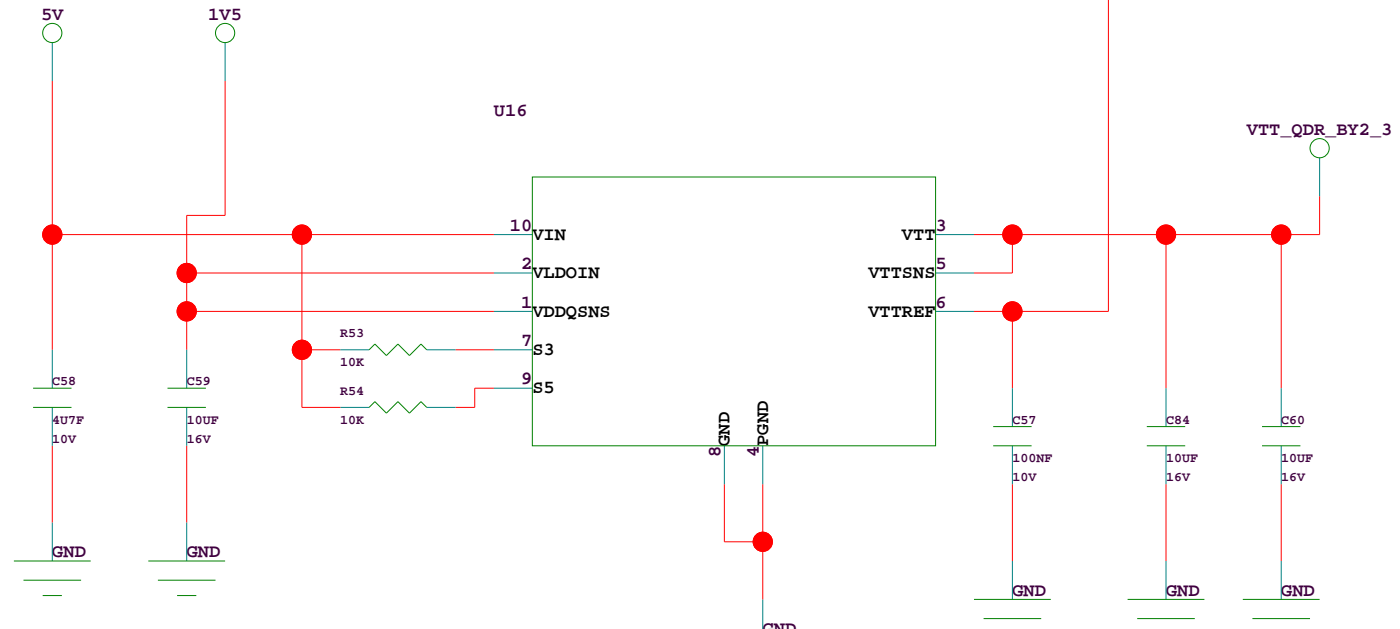 5V
1V5
U16
VTT_QDR_BY2_3
10
VIN
VTT
3
2
VLDOIN
VTTSNS
5
1
VDDQSNS
VTTREF
6
R53
10K
7
S3
R54
10K
9
S5
C58
4U7F
10V
C59
10UF
16V
GND
PGND
8
4
C57
100NF
10V
C84
10UF
16V
C60
10UF
16V
GND
GND
GND
GND
GND
GND